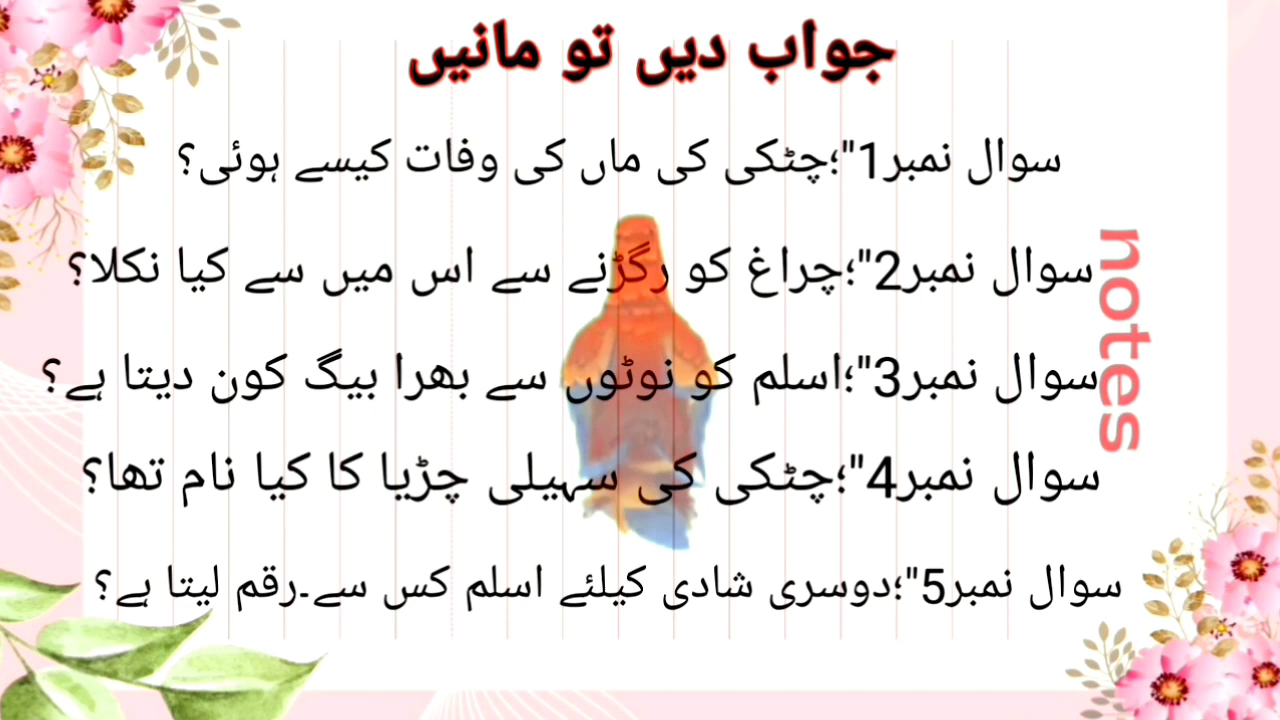 جواب دیں تو مانیں
سوال نمبر1"؛چٹکی کی ماں کی وفات کیسے ہوئی؟
سوال نمبر2"؛چراغ کو رگڑنے سے اس میں سے کیا نکلا؟
سوال نمبر3"؛اسلم کو نوٹوں سے بھرا بیگ کون دیتا ہے؟
سوال نمبر4"؛چٹکی کی سہیلی چڑیا کا کیا نام تھا؟
سوال نمبر5"؛دوسری شادی کیلئے اسلم کس سے۔رقم لیتا ہے؟
notes